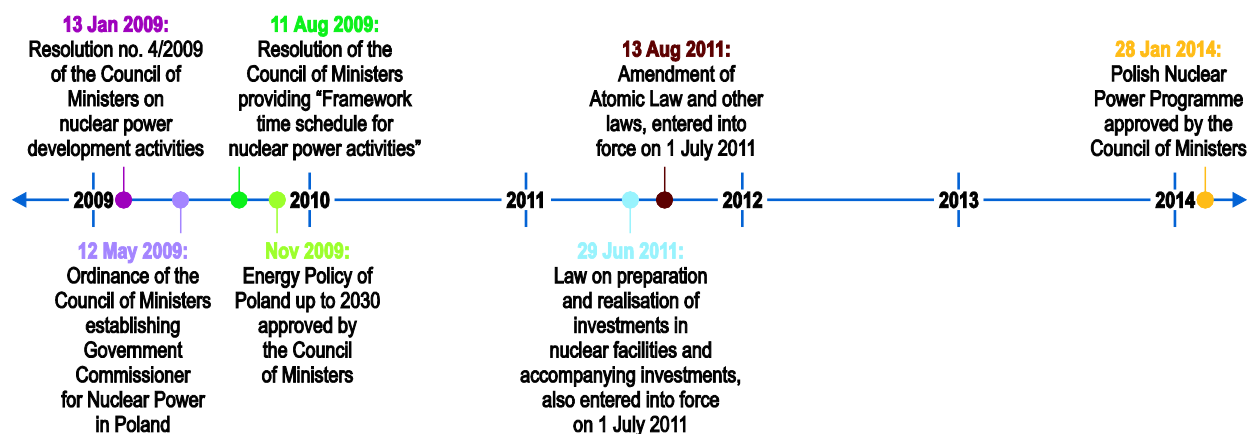 13 Jan 2009:
Resolution no. 4/2009
of the Council of
Ministers on
nuclear power
development activities
11 Aug 2009:
Resolution of the
Council of Ministers
providing “Framework
time schedule for
nuclear power activities”
13 Aug 2011:
Amendment of
Atomic Law and other
laws, entered into
force on 1 July 2011
28 Jan 2014:
Polish Nuclear
Power Programme
approved by the
Council of Ministers
2009 2010 2011 2012 2013 2014
12 May 2009:
Ordinance of the
Council of Ministers
establishing
Government
Commissioner
for Nuclear Power
in Poland
Nov 2009:
Energy Policy of
Poland up to 2030
approved by
the Council
of Ministers
29 Jun 2011:
Law on preparation
and realisation of
investments in
nuclear facilities and
accompanying investments,
also entered into force
on 1 July 2011